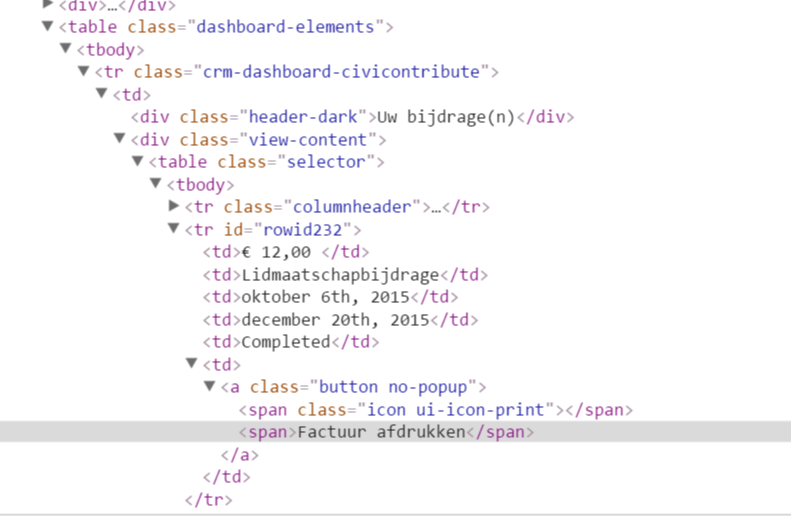 ▶ <div>…</div>
▼ <table class="dashboard-elements">
▼ <tbody>
▼ <tr class="crm-dashboard-civicontribute">
▼ <td>
<div class="header-dark">Uw bijdrage(n)</div>
▼ <div class="view-content">
▼ <table class="selector">
▼ <tbody>
▶ <tr class="columnheader">…</tr>
▼ <tr id="rowid232">
<td>€ 12,00 </td>
<td>Lidmaatschapbijdrage</td>
<td>oktober 6th, 2015</td>
<td>december 20th, 2015</td>
<td>Completed</td>
▼ <td>
▼ <a class="button no-popup">
<span class="icon ui-icon-print"></span>
<span>Factuur afdrukken</span>
</a>
</td>
</tr>